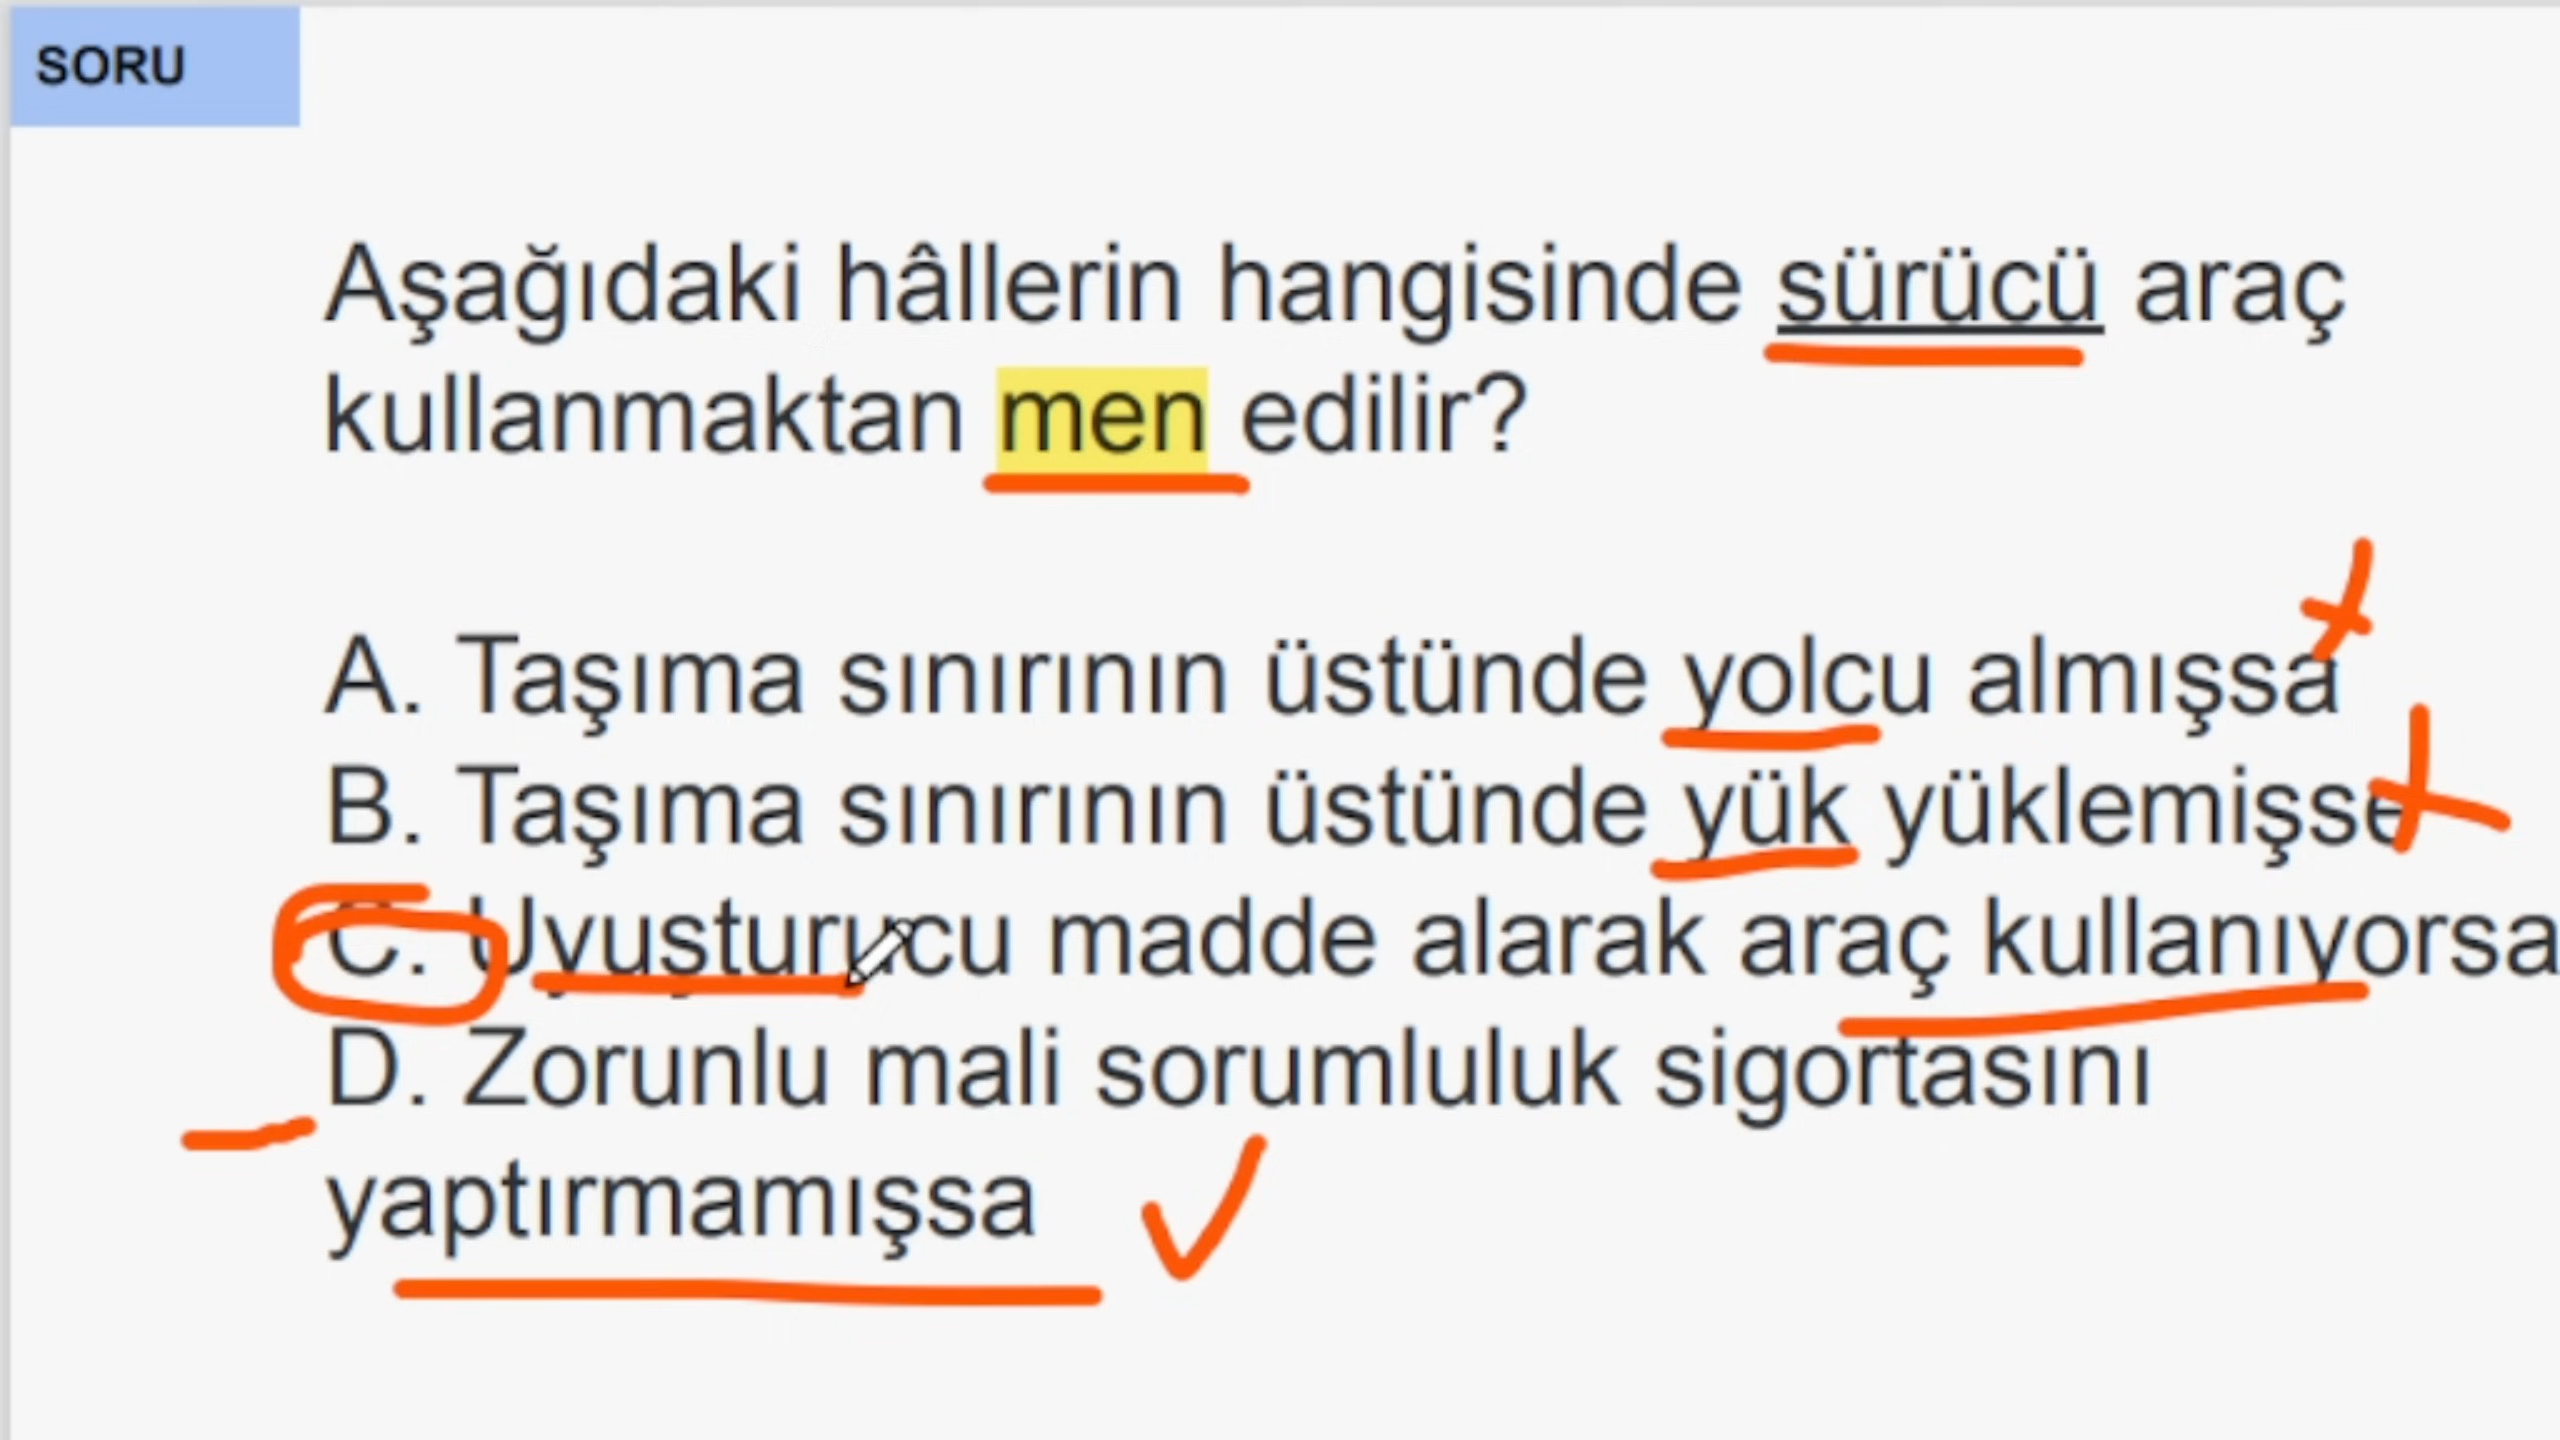 SORU
Aşağıdaki hâllerin hangisinde sürücü araç
kullanmaktan men edilir?
A. Taşıma sınırının üstünde yolcu almışsa
B. Taşıma sınırının üstünde yük yüklemişse
C. Uyuşturucu madde alarak araç kullanıyorsa
D. Zorunlu mali sorumluluk sigortasını
yaptırmamışsa